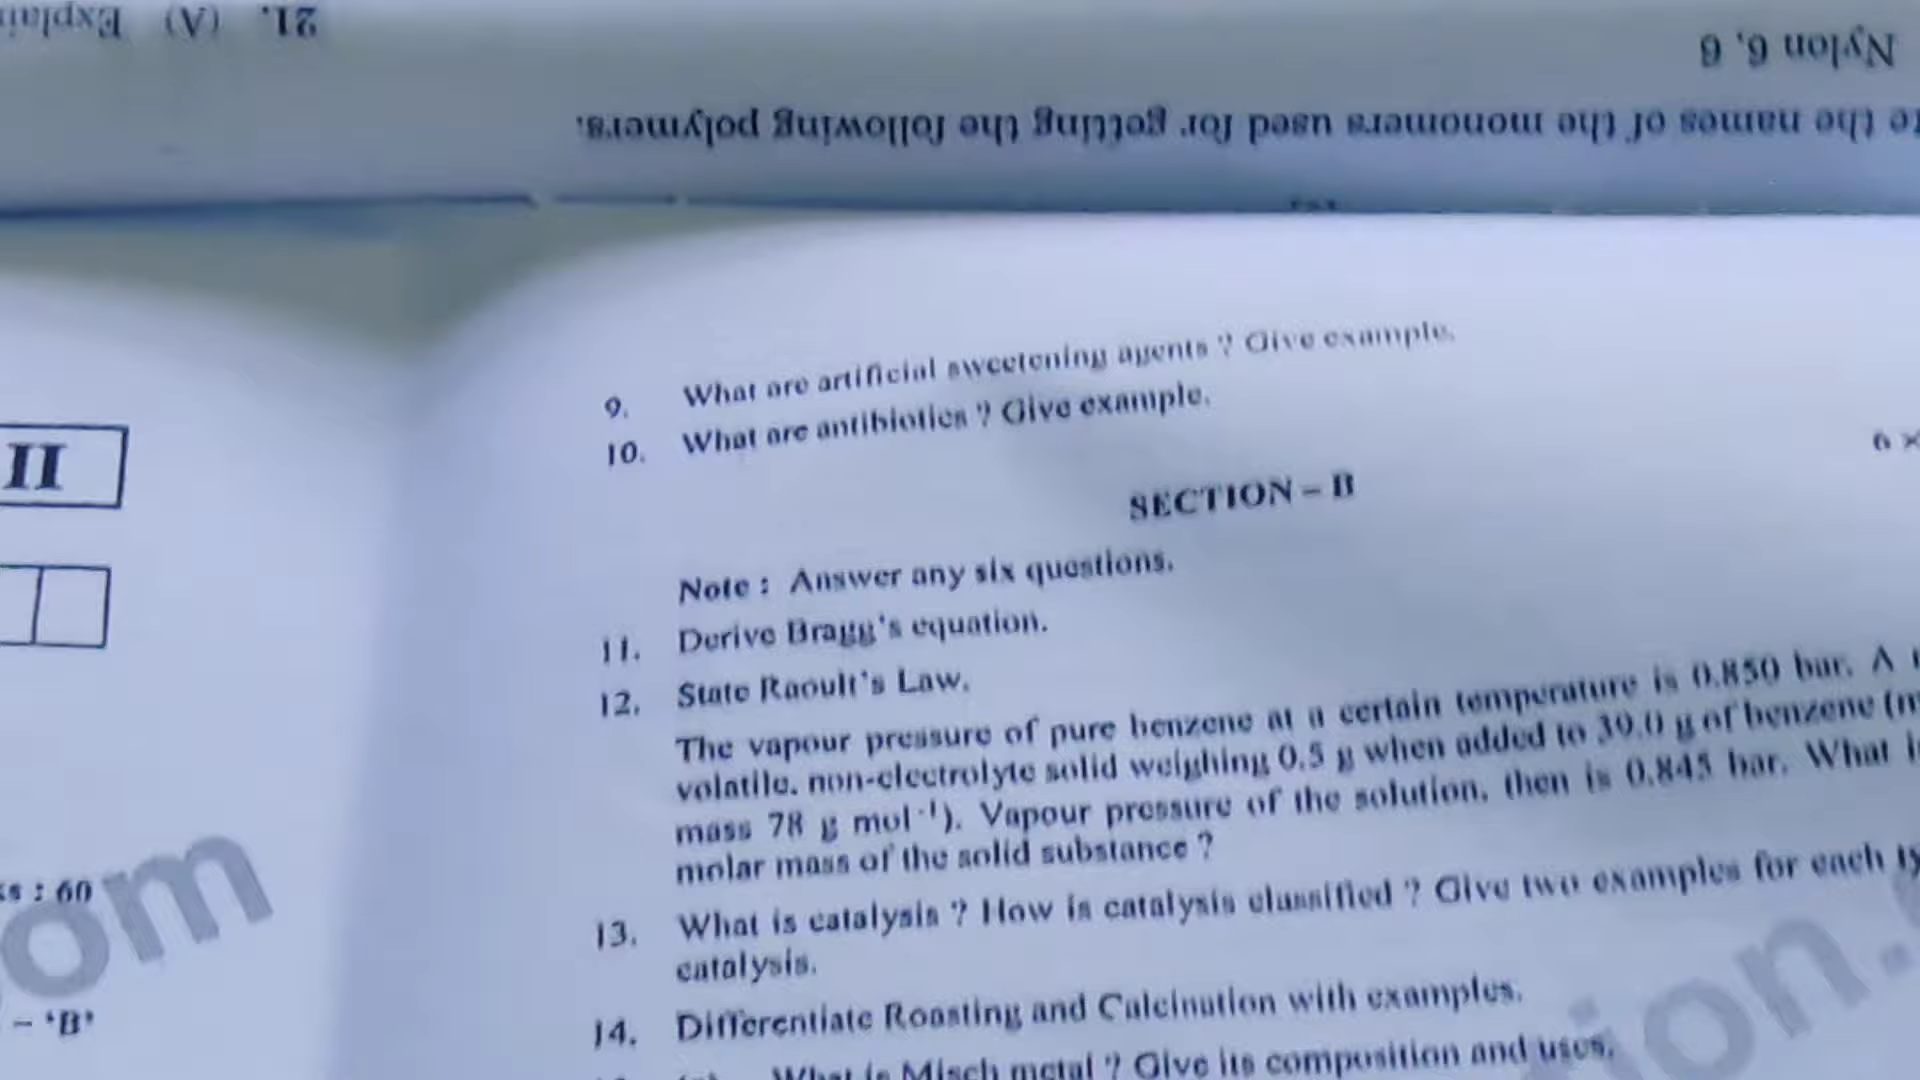 21. (A) Explain
Nylon 6, 6
the names of the monomers used for getting the following polymers.
II
: 60
om
– ‘B’
9. What are artificial sweetening agents ? Give example.
10. What are antibiotics ? Give example.
6 ×
SECTION – B
Note : Answer any six questions.
11. Derive Bragg's equation.
12. State Raoult's Law.
The vapour pressure of pure benzene at a certain temperature is 0.850 bar. A
volatile, non-electrolyte solid weighing 0.5 g when added to 39.0 g of benzene
mass 78 g mol⁻¹). Vapour pressure of the solution, then is 0.845 bar. What
molar mass of the solid substance ?
13. What is catalysis ? How is catalysis classified ? Give two examples for each
catalysis.
14. Differentiate Roasting and Calcination with examples.
What is Misch metal ? Give its composition and uses.
ion.